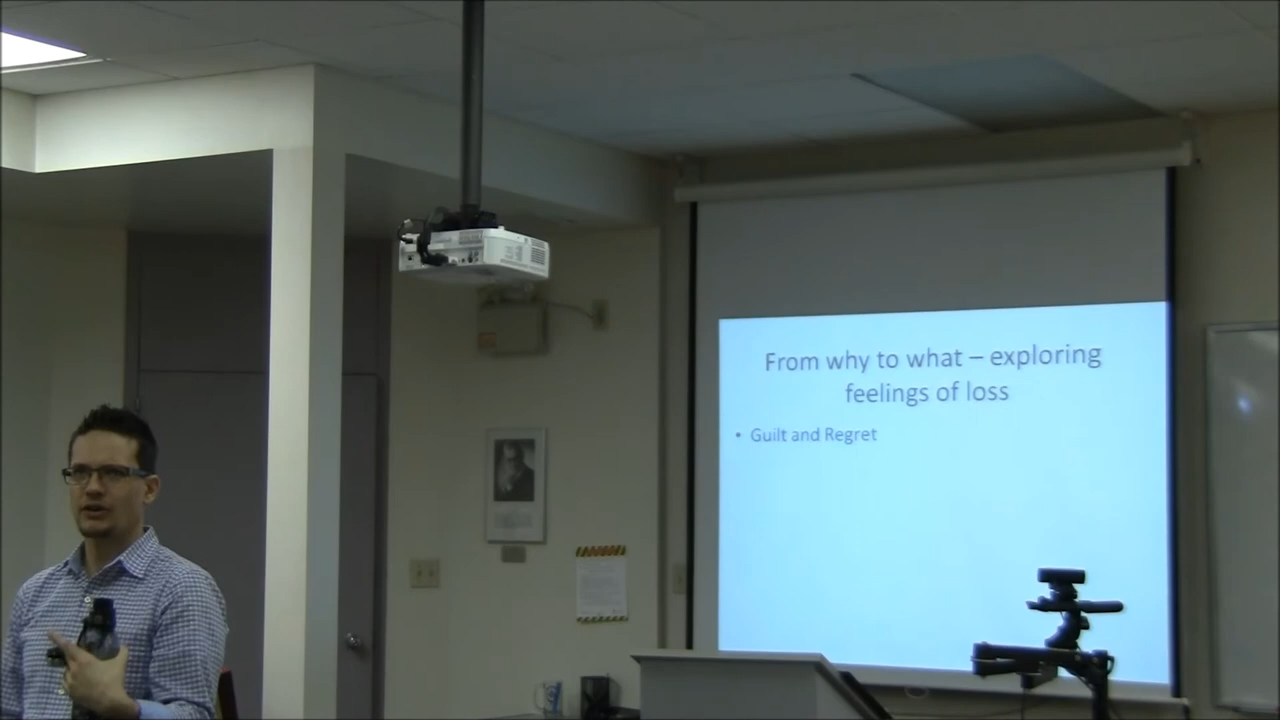 From why to what – exploring
feelings of loss
• Guilt and Regret